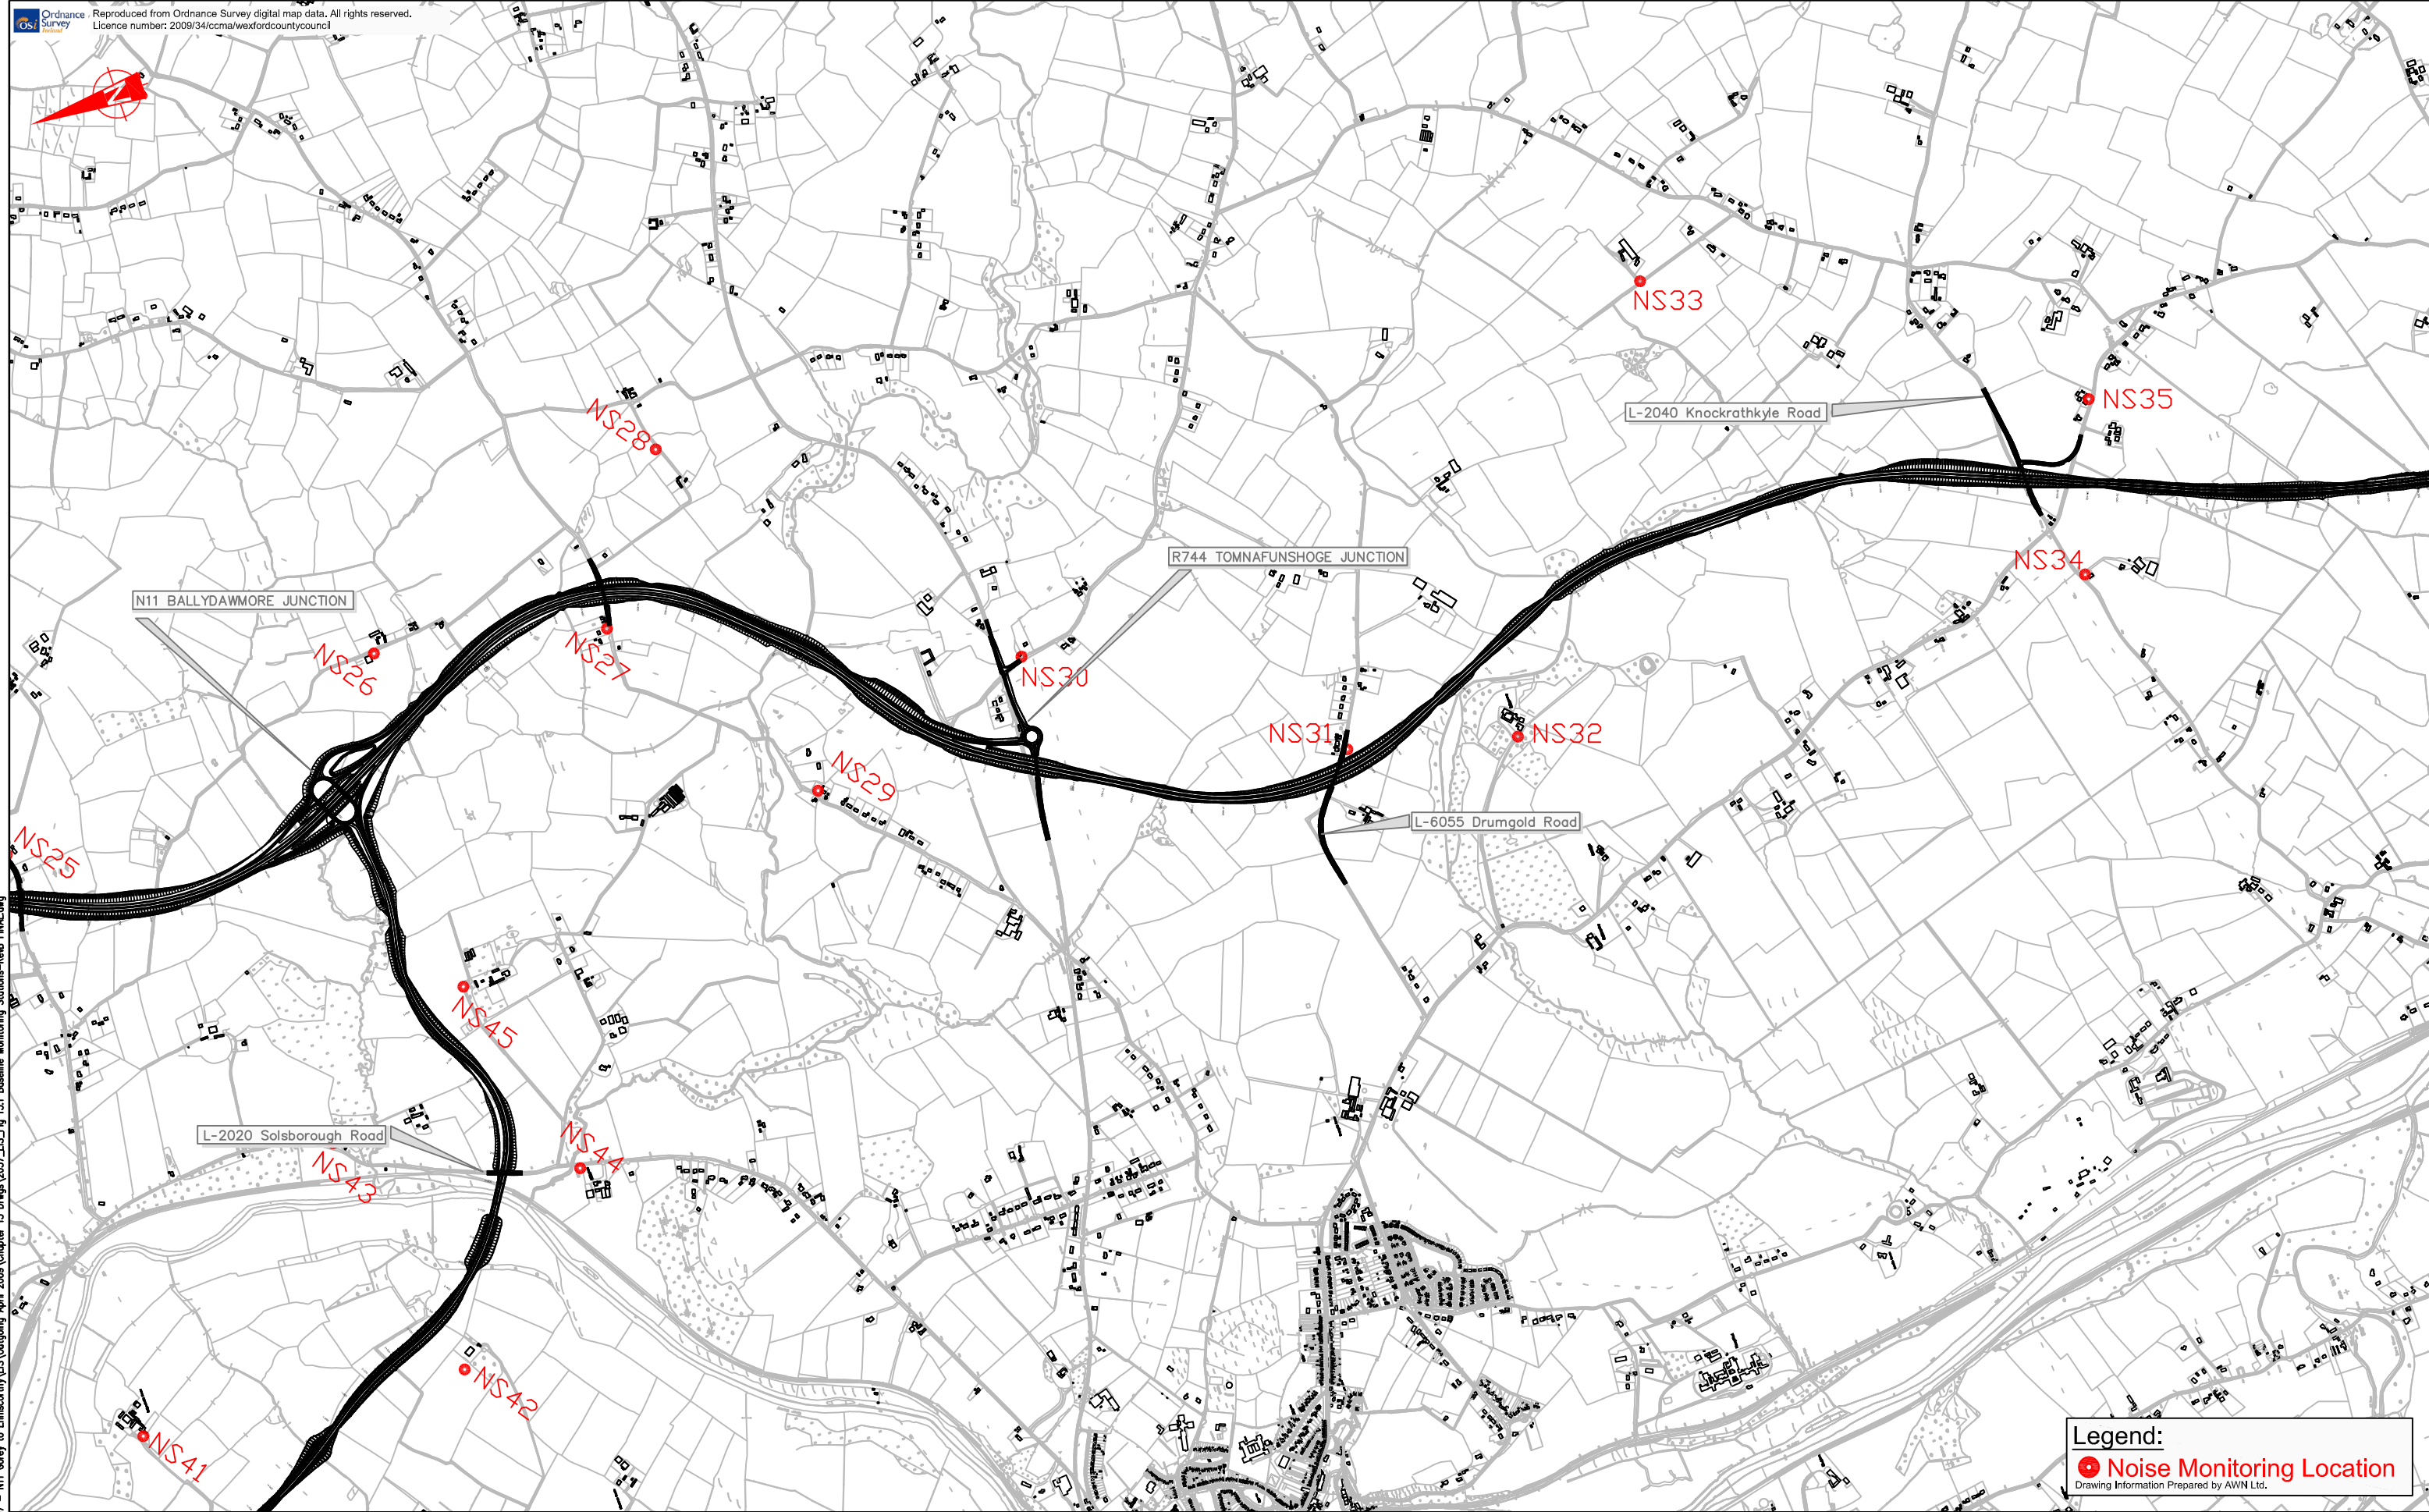 Ordnance
Survey
Ireland
OSi
Reproduced from Ordnance Survey digital map data. All rights reserved.
Licence number: 2009/34/ccma/wexfordcountycouncil
N
NS33
NS35
L-2040 Knockrathkyle Road
NS28
R744 TOMNAFUNSHOGE JUNCTION
NS34
N11 BALLYDAWMORE JUNCTION
NS26
NS27
NS30
NS31
NS32
NS29
L-6055 Drumgold Road
NS25
NS45
L-2020 Solsborough Road
NS44
NS43
NS42
NS41
Legend:
Noise Monitoring Location
Drawing Information Prepared by AWN Ltd.